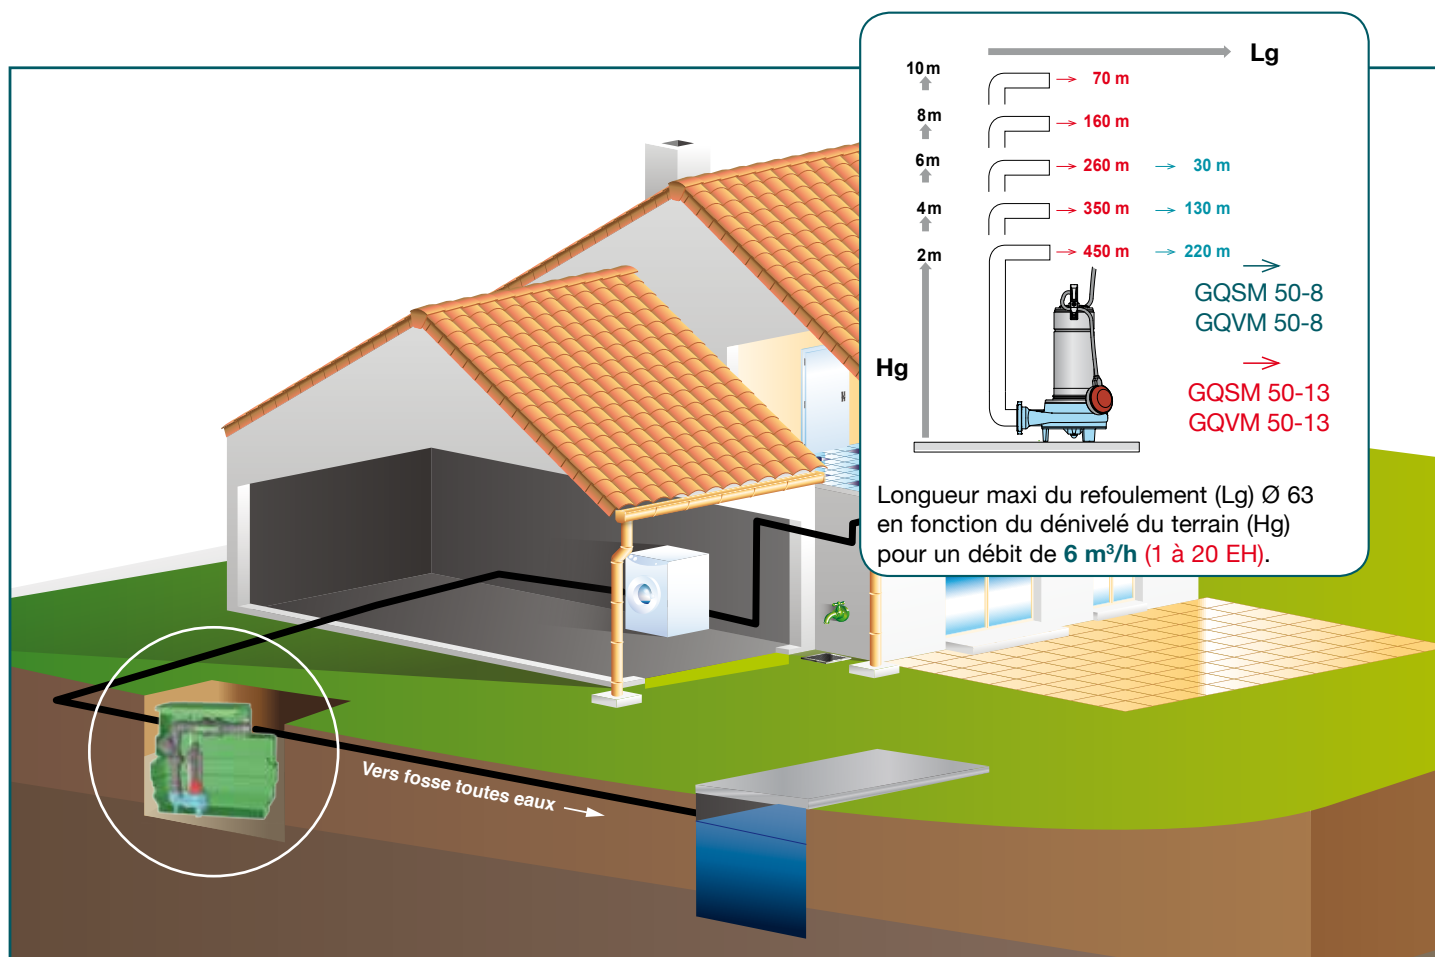 Lg
10 m → 70 m
8 m → 160 m
6 m → 260 m → 30 m
4 m → 350 m → 130 m
2 m → 450 m → 220 m
→
GQSM 50-8
GQVM 50-8
Hg
→
GQSM 50-13
GQVM 50-13
Longueur maxi du refoulement (Lg) Ø 63
en fonction du dénivelé du terrain (Hg)
pour un débit de 6 m³/h (1 à 20 EH).
Vers fosse toutes eaux →